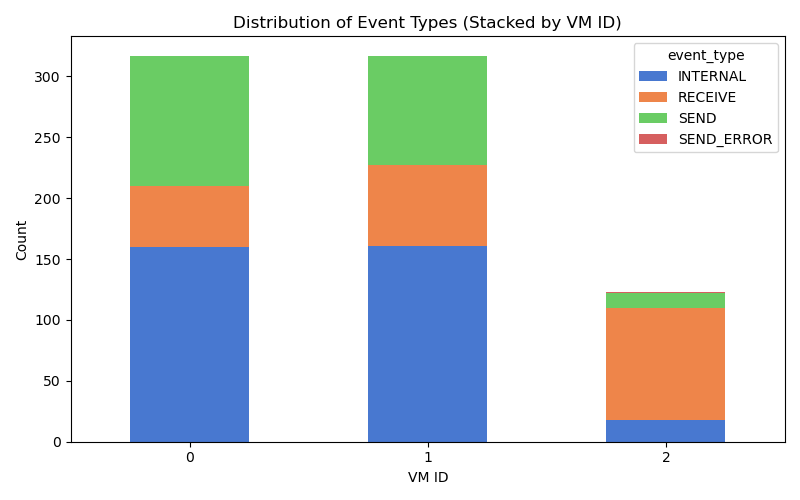 Distribution of Event Types (Stacked by VM ID)
event_type
INTERNAL
RECEIVE
SEND
SEND_ERROR
Count
300
250
200
150
100
50
0
0 1 2
VM ID